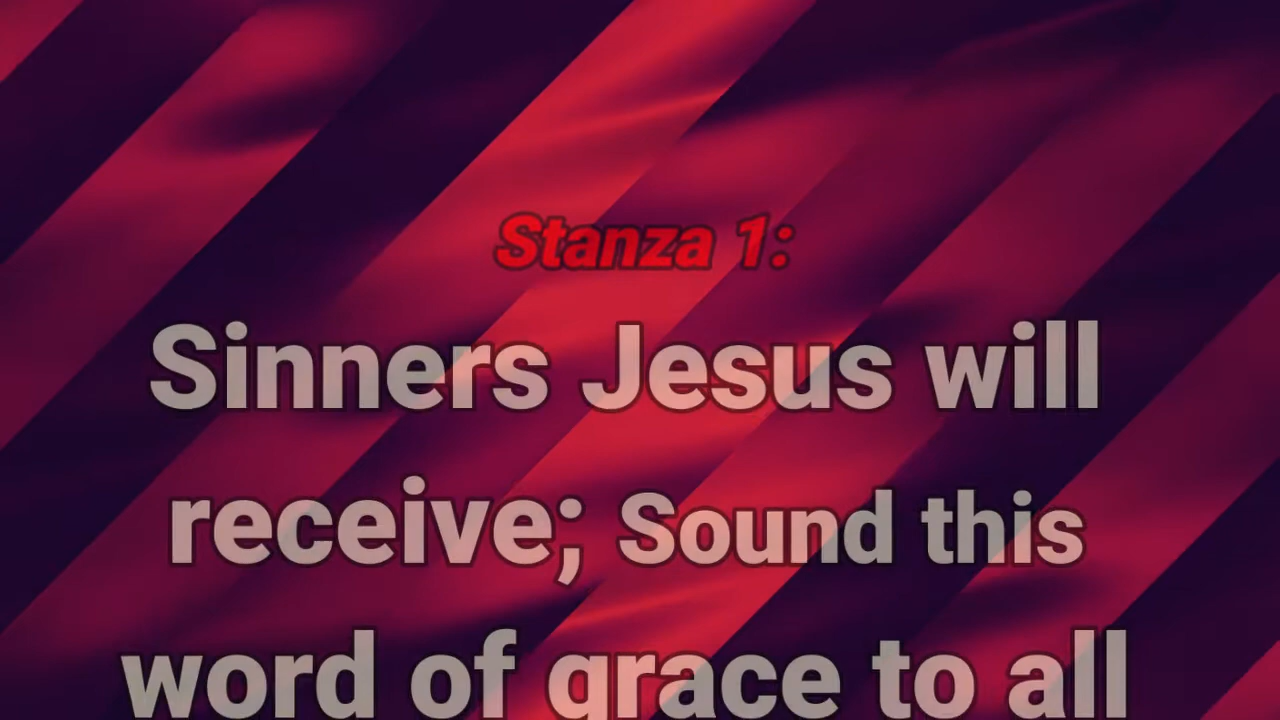 Stanza 1:
Sinners Jesus will
receive; Sound this
word of grace to all